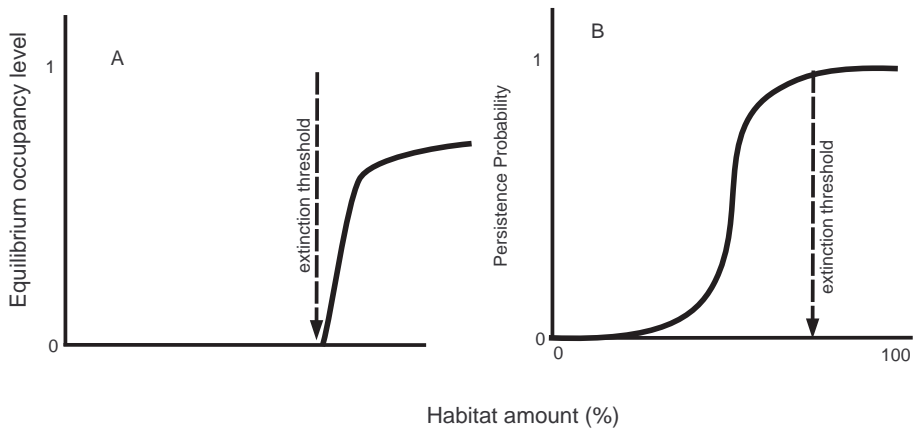 A
Equilibrium occupancy level
1
extinction threshold
0
B
Persistence Probability
1
extinction threshold
0
0
100
Habitat amount (%)